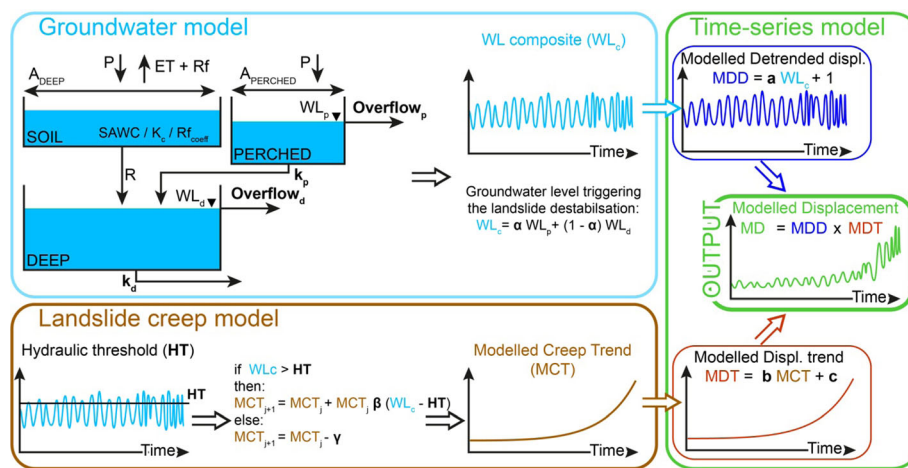 Groundwater model
P
ET + Rf
A_DEEP
SOIL
SAWC / K_c / Rf_coeff
A_PERCHED
P
WL_p
Overflow_p
PERCHED
k_p
R
WL_d
Overflow_d
DEEP
k_d
WL composite (WL_c)
Time
Groundwater level triggering
the landslide destabilisation:
WL_c = α WL_p + (1 - α) WL_d
Landslide creep model
Hydraulic threshold (HT)
HT
Time
if WLc > HT
then:
MCT_j+1 = MCT_j + MCT_j β (WL_c - HT)
else:
MCT_j+1 = MCT_j - γ
Modelled Creep Trend
(MCT)
Time
Time-series model
Modelled Detrended displ.
MDD = a WL_c + 1
Time
OUTPUT
Modelled Displacement
MD = MDD x MDT
Time
Modelled Displ. trend
MDT = b MCT + c
Time